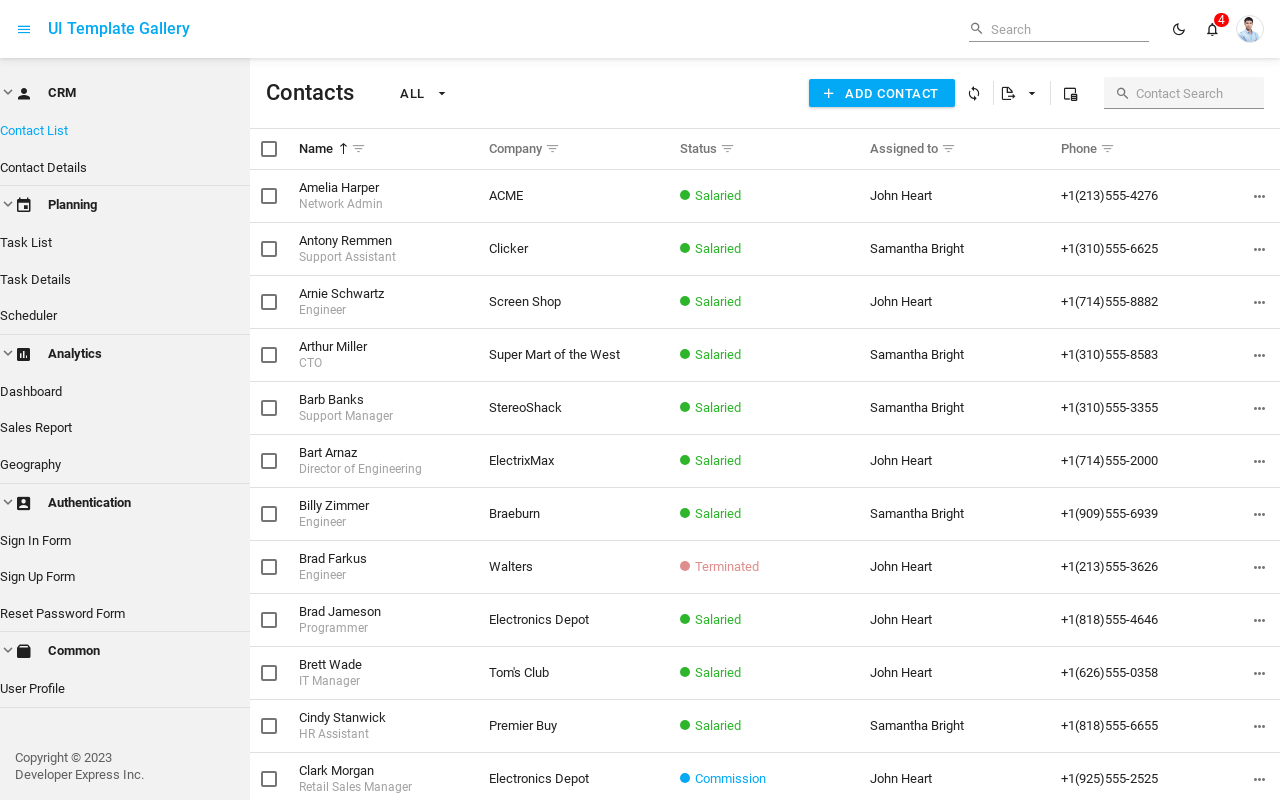 UI Template Gallery
Search
4
CRM
Contact List
Contact Details
Planning
Task List
Task Details
Scheduler
Analytics
Dashboard
Sales Report
Geography
Authentication
Sign In Form
Sign Up Form
Reset Password Form
Common
User Profile
Copyright © 2023
Developer Express Inc.
Contacts
ALL
ADD CONTACT
Contact Search
Name Company Status Assigned to Phone
Amelia Harper
Network Admin
ACME Salaried John Heart +1(213)555-4276
Antony Remmen
Support Assistant
Clicker Salaried Samantha Bright +1(310)555-6625
Arnie Schwartz
Engineer
Screen Shop Salaried John Heart +1(714)555-8882
Arthur Miller
CTO
Super Mart of the West Salaried Samantha Bright +1(310)555-8583
Barb Banks
Support Manager
StereoShack Salaried Samantha Bright +1(310)555-3355
Bart Arnaz
Director of Engineering
ElectrixMax Salaried John Heart +1(714)555-2000
Billy Zimmer
Engineer
Braeburn Salaried Samantha Bright +1(909)555-6939
Brad Farkus
Engineer
Walters Terminated John Heart +1(213)555-3626
Brad Jameson
Programmer
Electronics Depot Salaried John Heart +1(818)555-4646
Brett Wade
IT Manager
Tom's Club Salaried John Heart +1(626)555-0358
Cindy Stanwick
HR Assistant
Premier Buy Salaried Samantha Bright +1(818)555-6655
Clark Morgan
Retail Sales Manager
Electronics Depot Commission John Heart +1(925)555-2525